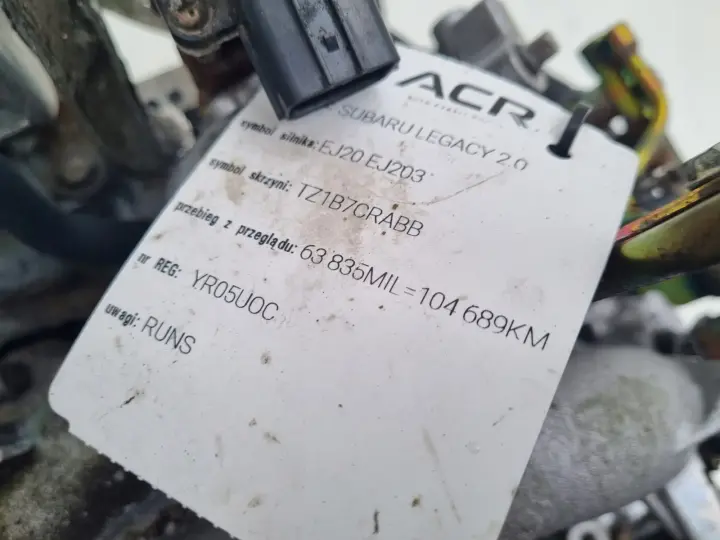 ACR
SUBARU LEGACY 2.0
symbol silnika: EJ20 EJ203
symbol skrzyni: TZ1B7CRABB
przebieg z przeglądu: 63 835MIL=104 689KM
nr REG: YR05UOC
uwagi: RUNS